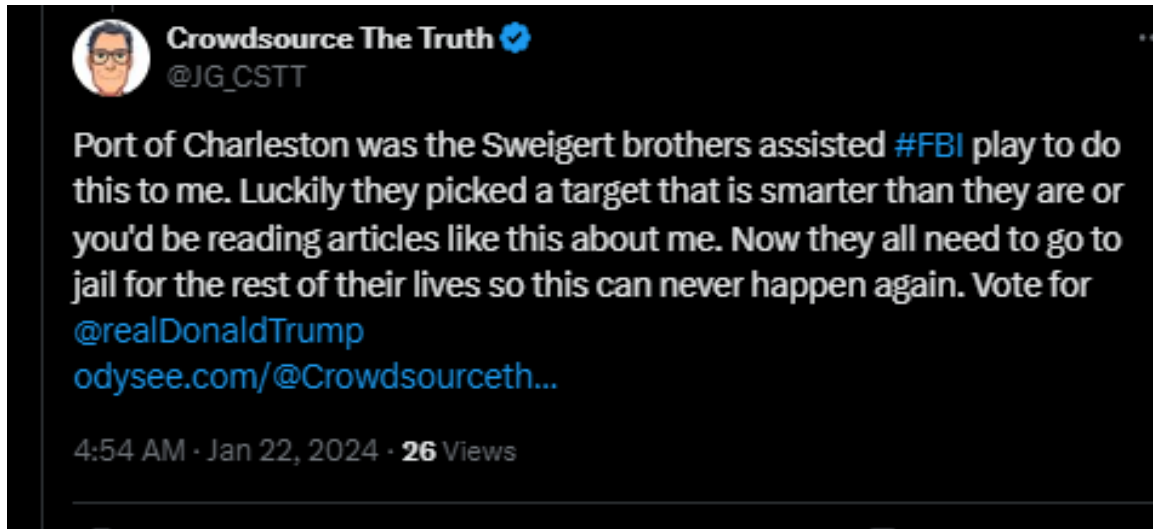 Crowdsource The Truth
@JG_CSTT
Port of Charleston was the Sweigert brothers assisted #FBI play to do
this to me. Luckily they picked a target that is smarter than they are or
you'd be reading articles like this about me. Now they all need to go to
jail for the rest of their lives so this can never happen again. Vote for
@realDonaldTrump
odysee.com/@Crowdsourceth...
4:54 AM · Jan 22, 2024 · 26 Views